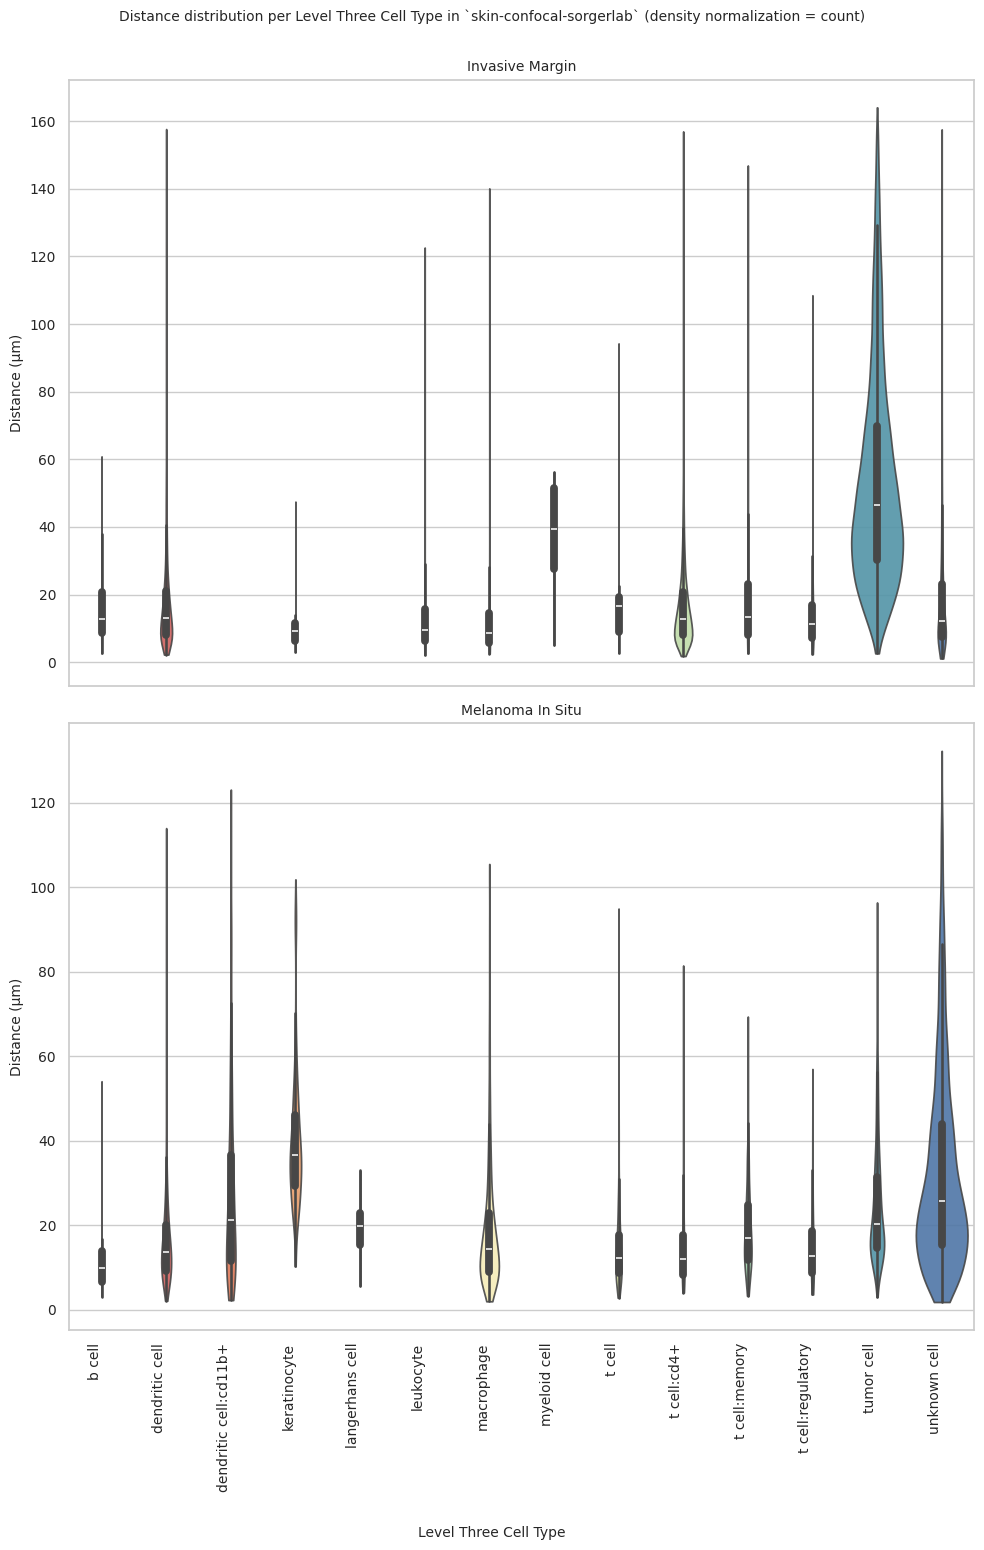 Distance distribution per Level Three Cell Type in `skin-confocal-sorgerlab` (density normalization = count)
Invasive Margin
Distance (µm)
160
140
120
100
80
60
40
20
0
Melanoma In Situ
Distance (µm)
120
100
80
60
40
20
0
b cell
dendritic cell
dendritic cell:cd11b+
keratinocyte
langerhans cell
leukocyte
macrophage
myeloid cell
t cell
t cell:cd4+
t cell:memory
t cell:regulatory
tumor cell
unknown cell
Level Three Cell Type